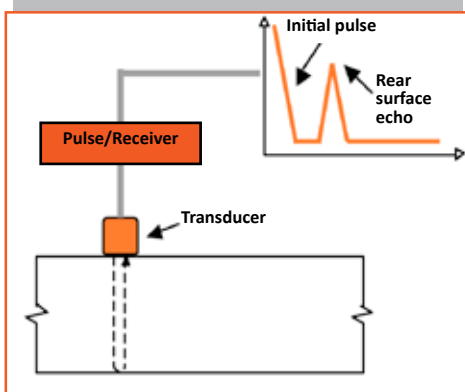 Initial pulse
Rear
surface
echo
Pulse/Receiver
Transducer